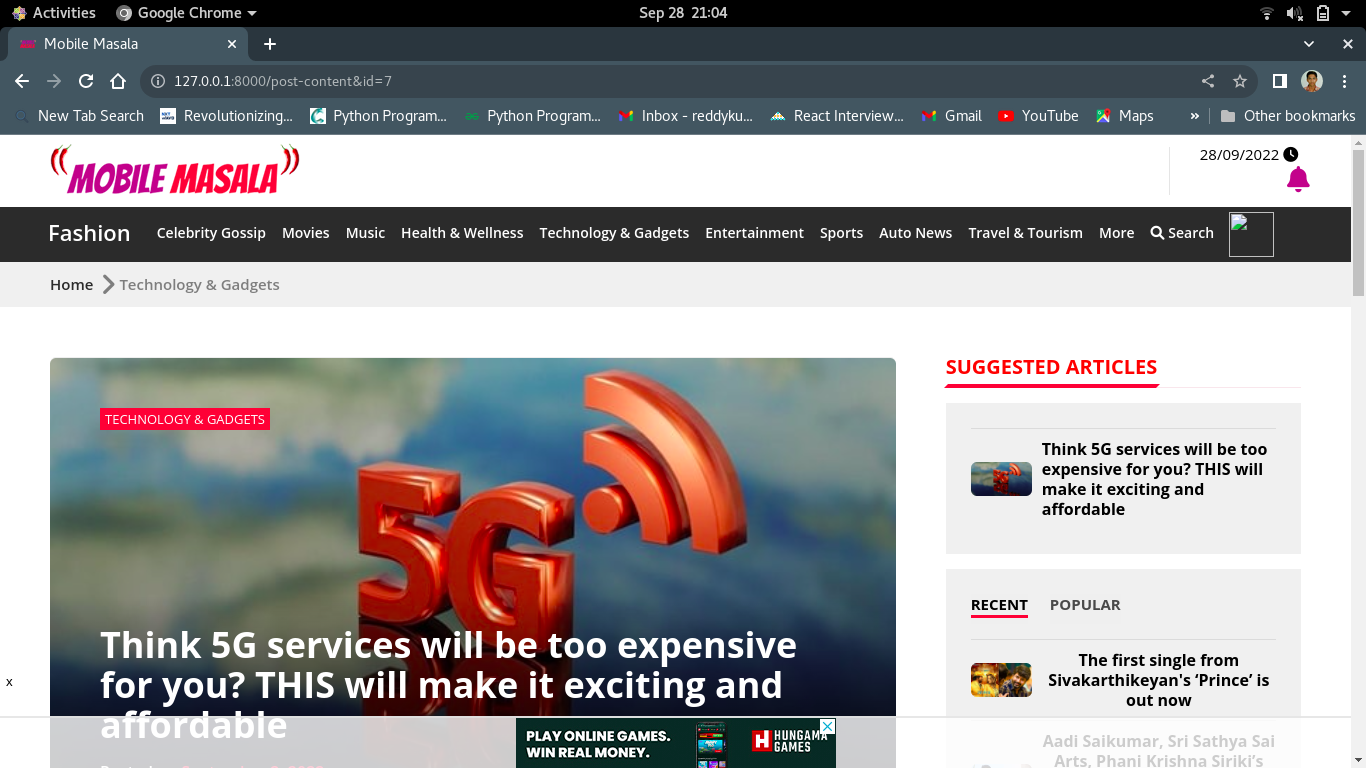 Activities
Google Chrome
Sep 28 21:04
Mobile Masala
127.0.0.1:8000/post-content&id=7
New Tab Search
Revolutionizing...
Python Program...
Python Program...
Inbox - reddyku...
React Interview...
Gmail
YouTube
Maps
»
Other bookmarks
MOBILE MASALA
28/09/2022
Fashion
Celebrity Gossip
Movies
Music
Health & Wellness
Technology & Gadgets
Entertainment
Sports
Auto News
Travel & Tourism
More
Search
Home
Technology & Gadgets
TECHNOLOGY & GADGETS
5G
Think 5G services will be too expensive
for you? THIS will make it exciting and
affordable
SUGGESTED ARTICLES
Think 5G services will be too
expensive for you? THIS will
make it exciting and
affordable
RECENT
POPULAR
The first single from
Sivakarthikeyan's ‘Prince’ is
out now
Aadi Saikumar, Sri Sathya Sai
Arts, Phani Krishna Siriki’s
x
PLAY ONLINE GAMES.
WIN REAL MONEY.
H HUNGAMA
GAMES